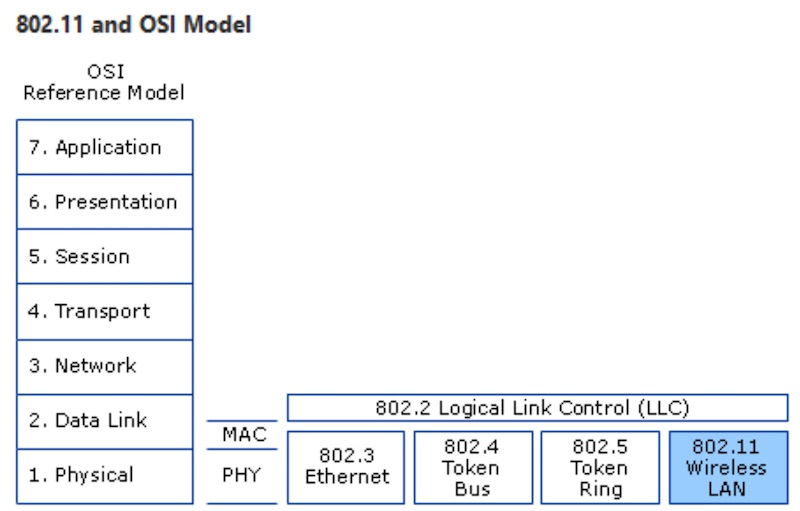 802.11 and OSI Model
OSI
Reference Model
7. Application
6. Presentation
5. Session
4. Transport
3. Network
2. Data Link
1. Physical
MAC
PHY
802.2 Logical Link Control (LLC)
802.3
Ethernet
802.4
Token
Bus
802.5
Token
Ring
802.11
Wireless
LAN